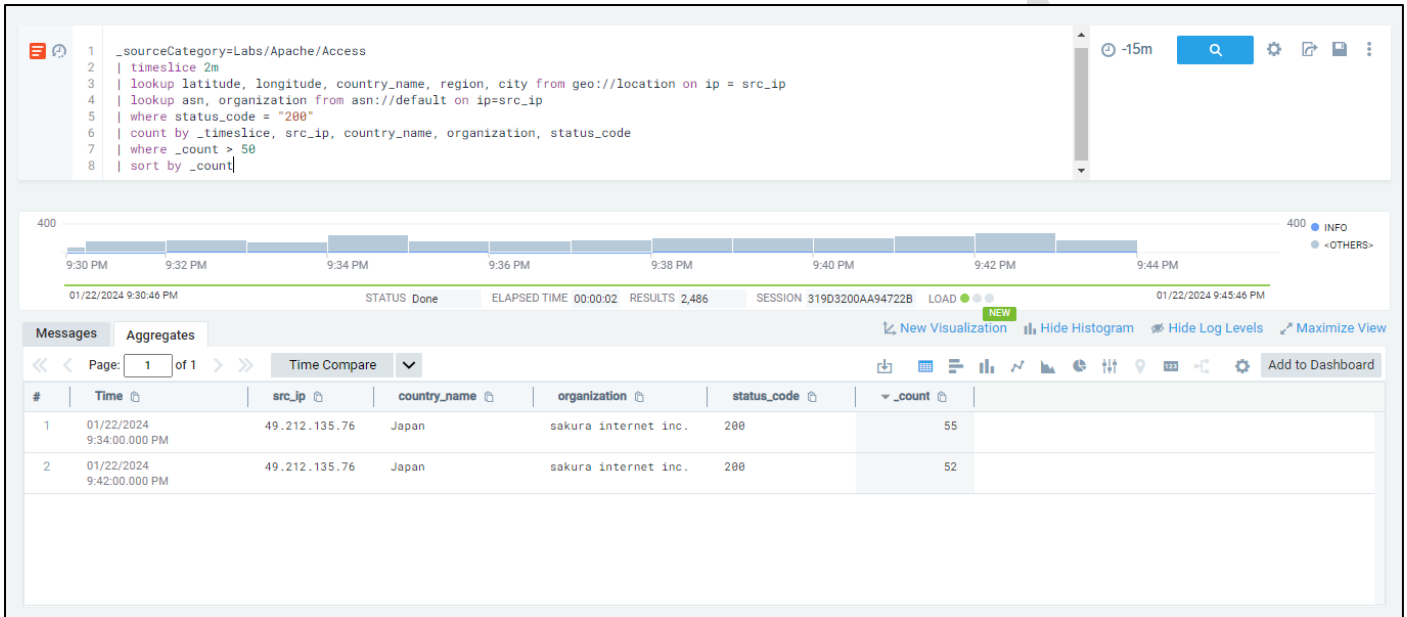 1 _sourceCategory=Labs/Apache/Access
2 | timeslice 2m
3 | lookup latitude, longitude, country_name, region, city from geo://location on ip = src_ip
4 | lookup asn, organization from asn://default on ip=src_ip
5 | where status_code = "200"
6 | count by _timeslice, src_ip, country_name, organization, status_code
7 | where _count > 50
8 | sort by _count
-15m
400
400
INFO
<OTHERS>
9:30 PM 9:32 PM 9:34 PM 9:36 PM 9:38 PM 9:40 PM 9:42 PM 9:44 PM
01/22/2024 9:30:46 PM STATUS Done ELAPSED TIME 00:00:02 RESULTS 2,486 SESSION 319D3200AA94722B LOAD 01/22/2024 9:45:46 PM
NEW
Messages Aggregates New Visualization Hide Histogram Hide Log Levels Maximize View
Page: 1 of 1 Time Compare 123 Add to Dashboard
# Time src_ip country_name organization status_code _count
1 01/22/2024 49.212.135.76 Japan sakura internet inc. 200 55
9:34:00.000 PM
2 01/22/2024 49.212.135.76 Japan sakura internet inc. 200 52
9:42:00.000 PM